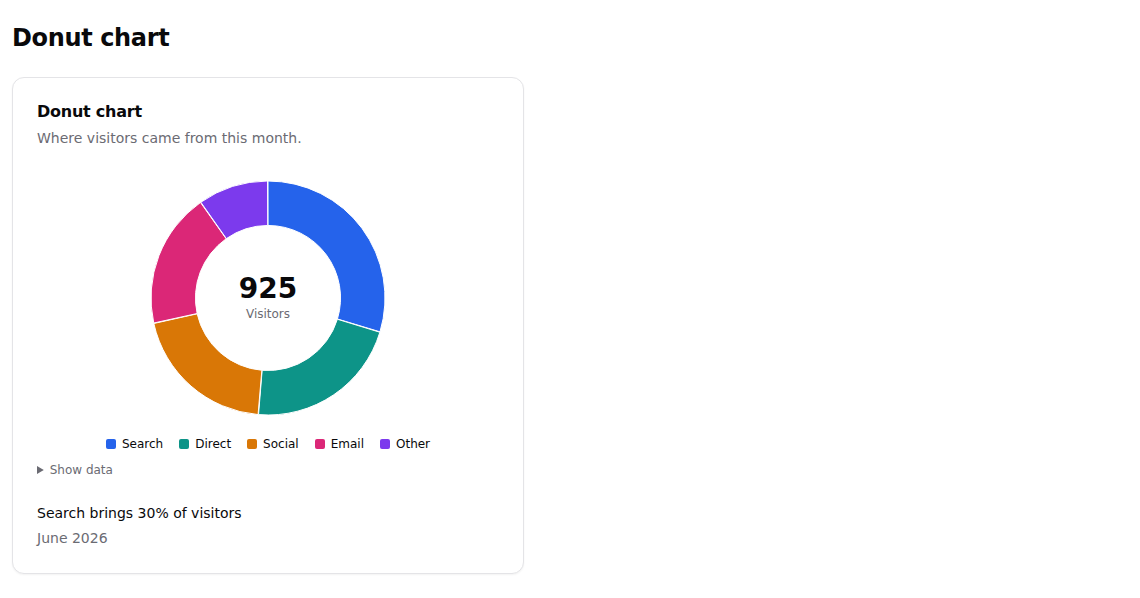 Donut chart
Donut chart
Where visitors came from this month.
925
Visitors
Search Direct Social Email Other
Show data
Search brings 30% of visitors
June 2026